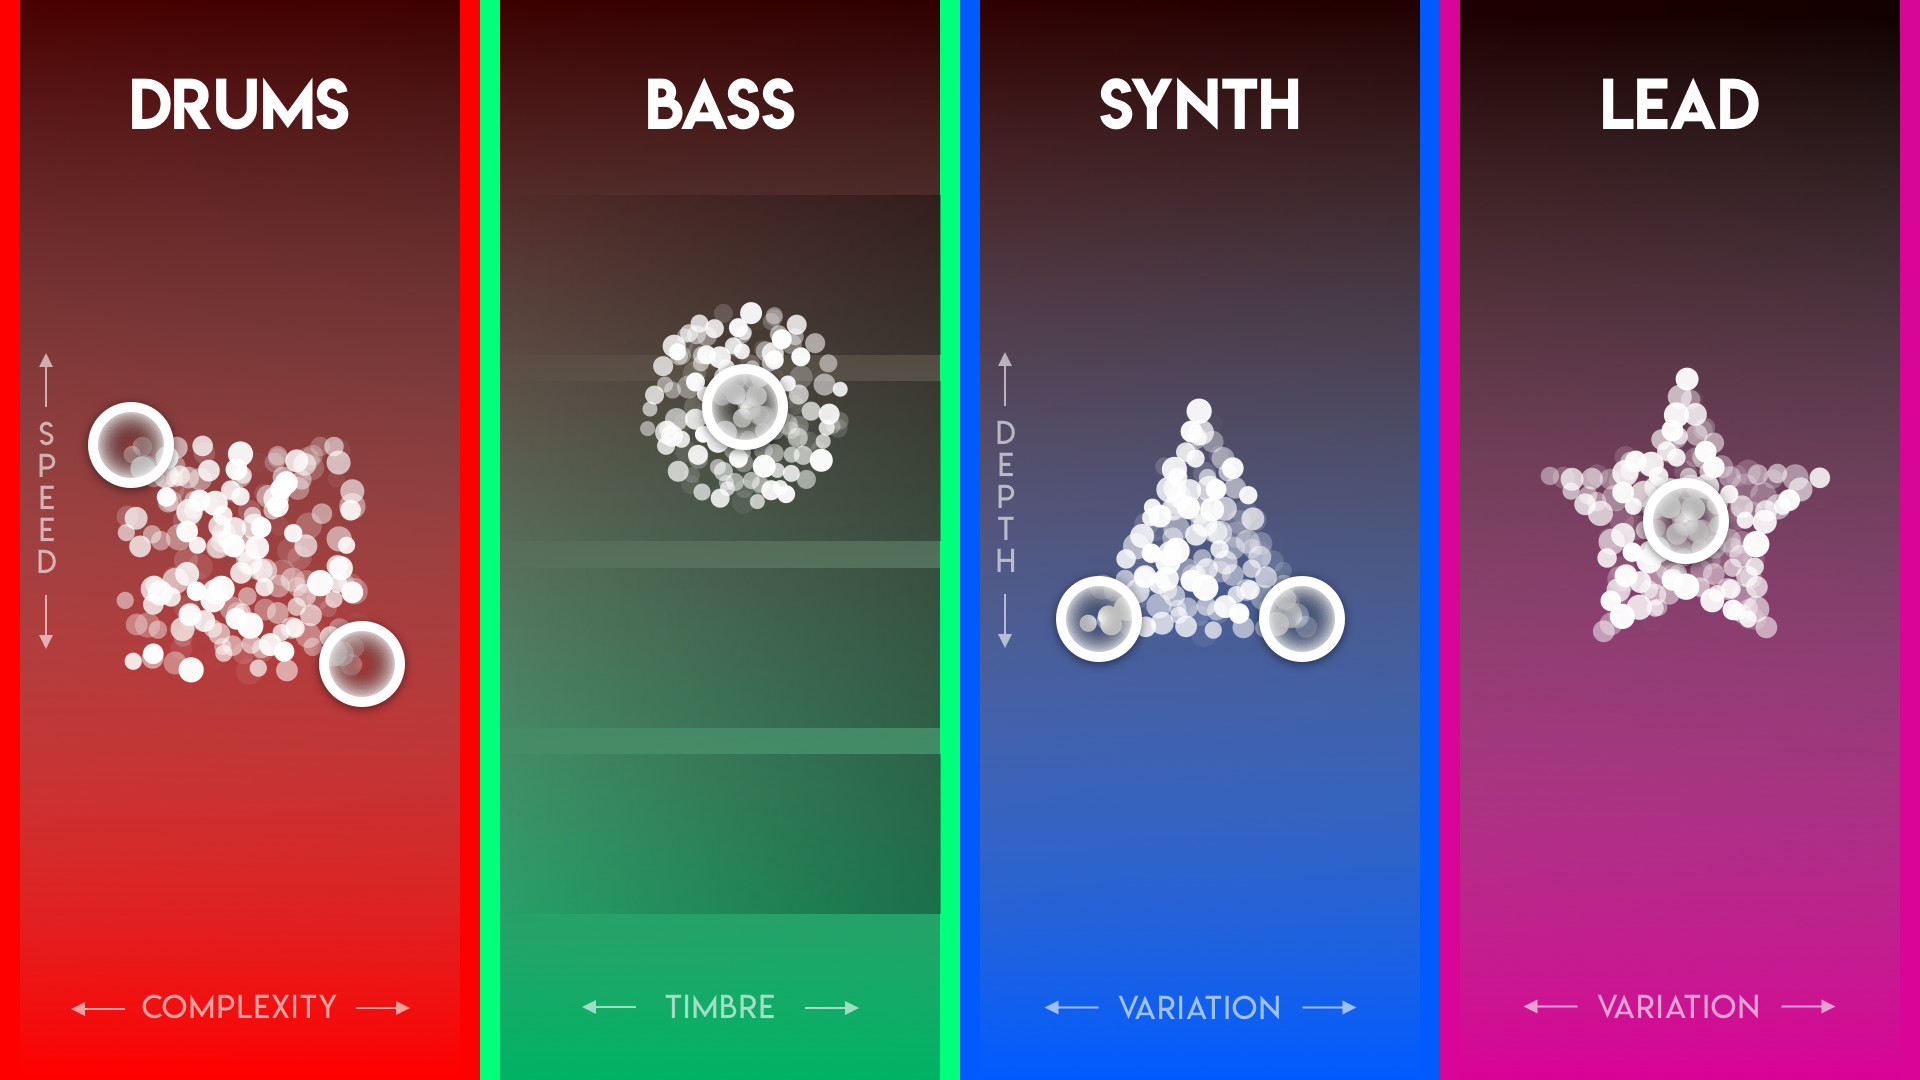 DRUMS
SPEED
COMPLEXITY
BASS
TIMBRE
SYNTH
DEPTH
VARIATION
LEAD
VARIATION